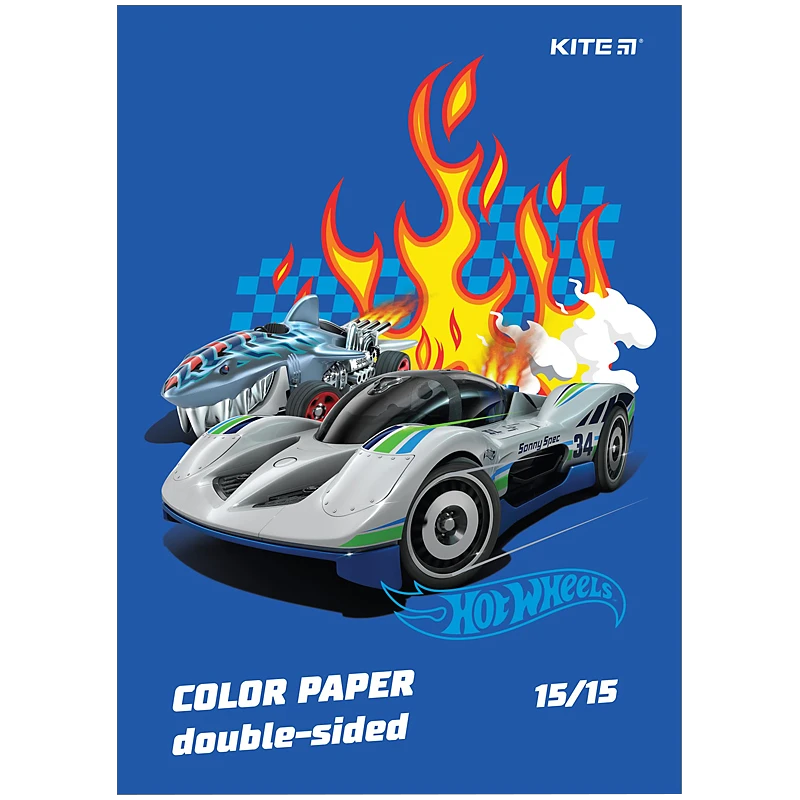 KITE
Sonny Spec
34
HOT WHEELS
COLOR PAPER
double-sided
15/15